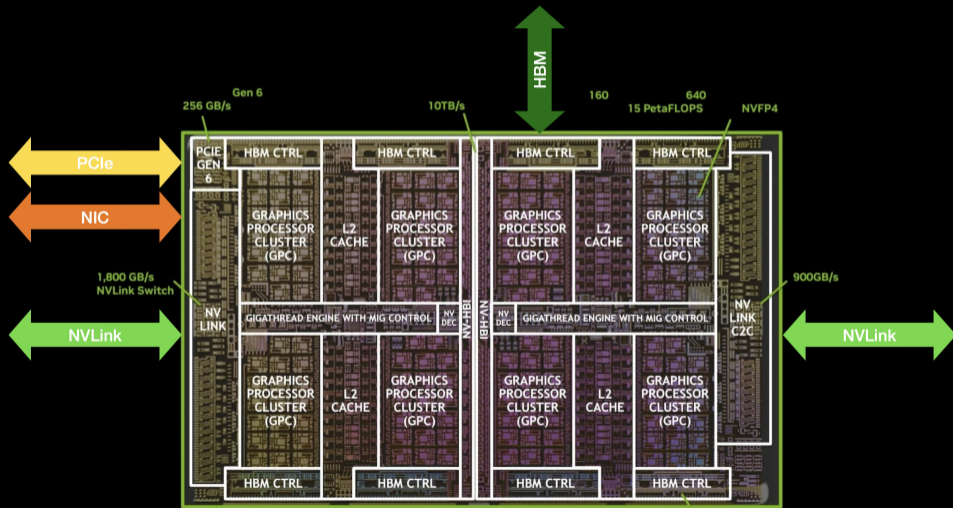 HBM
Gen 6
256 GB/s
10TB/s
160
640
15 PetaFLOPS
NVFP4
PCIe
NIC
PCIE
GEN
6
HBM CTRL
HBM CTRL
HBM CTRL
HBM CTRL
GRAPHICS
PROCESSOR
CLUSTER
(GPC)
L2
CACHE
GRAPHICS
PROCESSOR
CLUSTER
(GPC)
GRAPHICS
PROCESSOR
CLUSTER
(GPC)
L2
CACHE
GRAPHICS
PROCESSOR
CLUSTER
(GPC)
1,800 GB/s
NVLink Switch
900GB/s
NV
LINK
GIGATHREAD ENGINE WITH MIG CONTROL
NV
DEC
NV-HBI
NV-HBI
NV
DEC
GIGATHREAD ENGINE WITH MIG CONTROL
NV
LINK
C2C
NVLink
NVLink
GRAPHICS
PROCESSOR
CLUSTER
(GPC)
L2
CACHE
GRAPHICS
PROCESSOR
CLUSTER
(GPC)
GRAPHICS
PROCESSOR
CLUSTER
(GPC)
L2
CACHE
GRAPHICS
PROCESSOR
CLUSTER
(GPC)
HBM CTRL
HBM CTRL
HBM CTRL
HBM CTRL